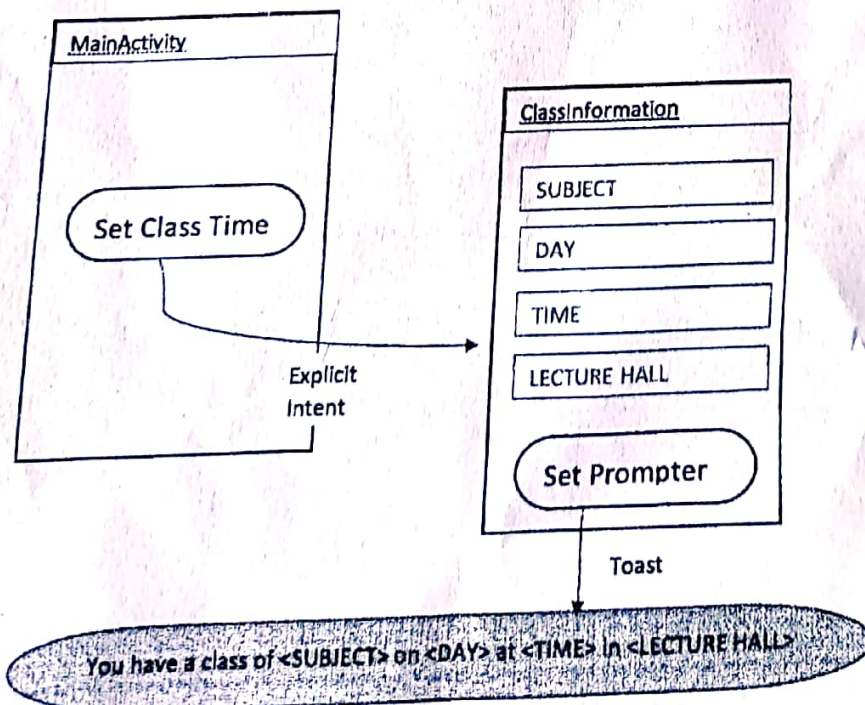 MainActivity
Set Class Time
Explicit
Intent
ClassInformation
SUBJECT
DAY
TIME
LECTURE HALL
Set Prompter
Toast
You have a class of <SUBJECT> on <DAY> at <TIME> in <LECTURE HALL>